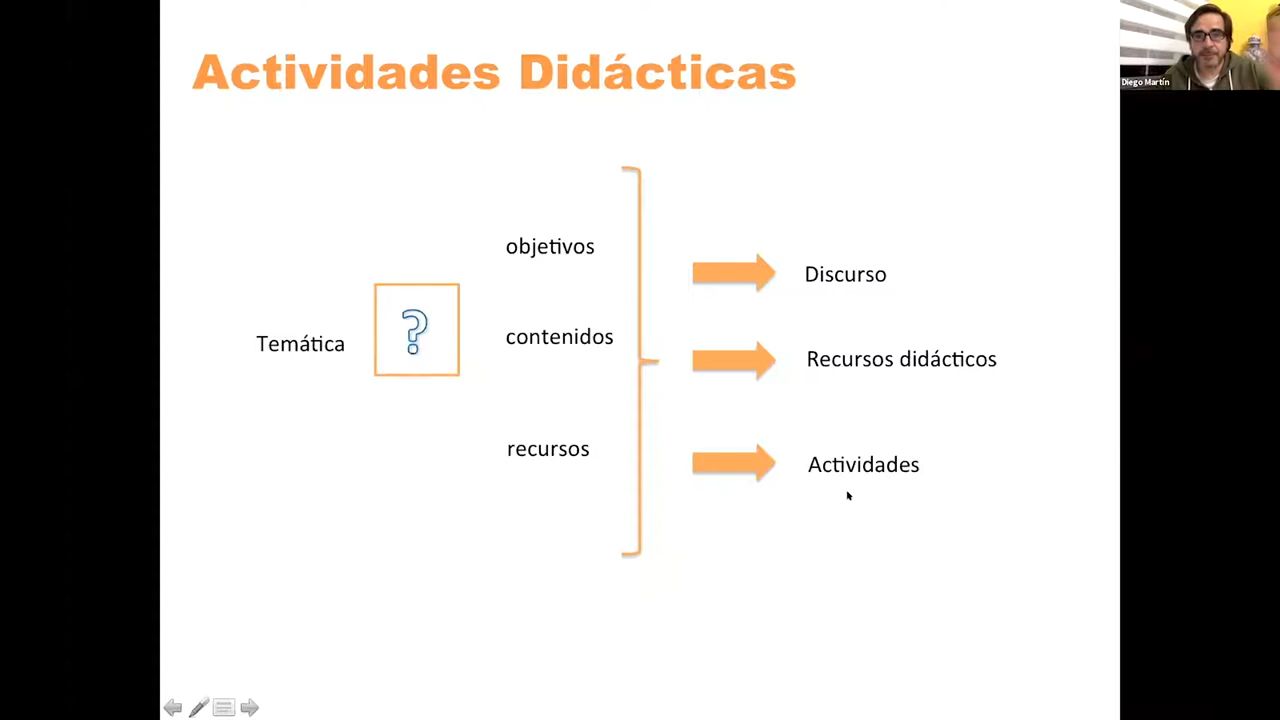 Actividades Didácticas
Diego Martín
Temática
?
objetivos
contenidos
recursos
Discurso
Recursos didácticos
Actividades